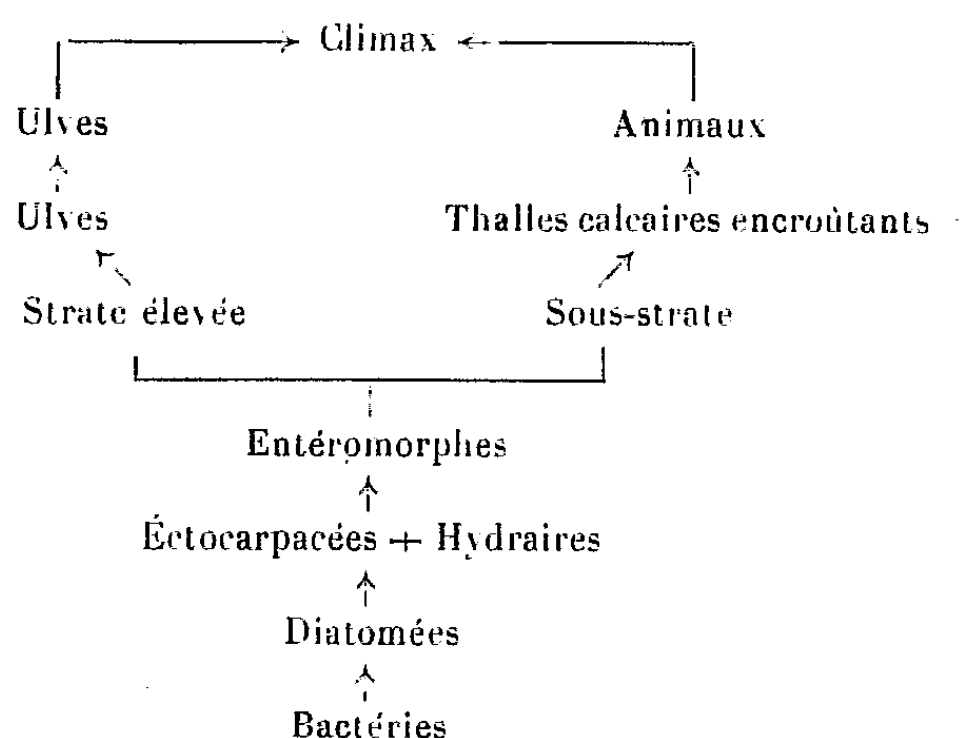 Climax
Ulves Animaux
Ulves Thalles calcaires encroûtants
Strate élevée Sous-strate
Entéromorphes
Éctocarpacées + Hydraires
Diatomées
Bactéries